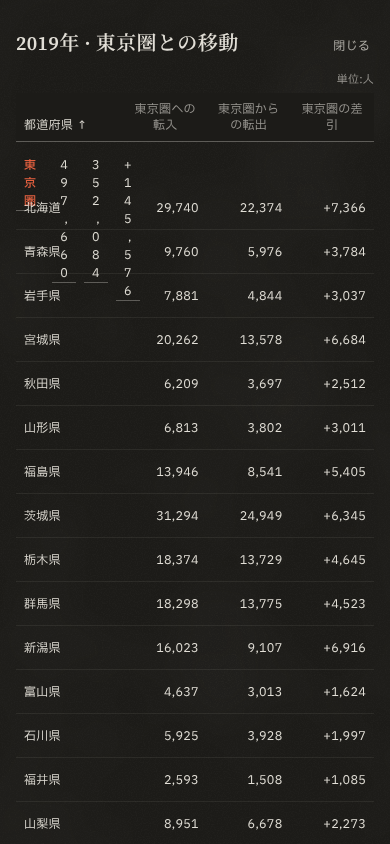 2019年 · 東京圏との移動 閉じる
単位:人
都道府県 ↑ 東京圏への転入 東京圏からの転出 東京圏の差引
東京圏 497,660 352,084 +145,576
北海道 29,740 22,374 +7,366
青森県 9,760 5,976 +3,784
岩手県 7,881 4,844 +3,037
宮城県 20,262 13,578 +6,684
秋田県 6,209 3,697 +2,512
山形県 6,813 3,802 +3,011
福島県 13,946 8,541 +5,405
茨城県 31,294 24,949 +6,345
栃木県 18,374 13,729 +4,645
群馬県 18,298 13,775 +4,523
新潟県 16,023 9,107 +6,916
富山県 4,637 3,013 +1,624
石川県 5,925 3,928 +1,997
福井県 2,593 1,508 +1,085
山梨県 8,951 6,678 +2,273